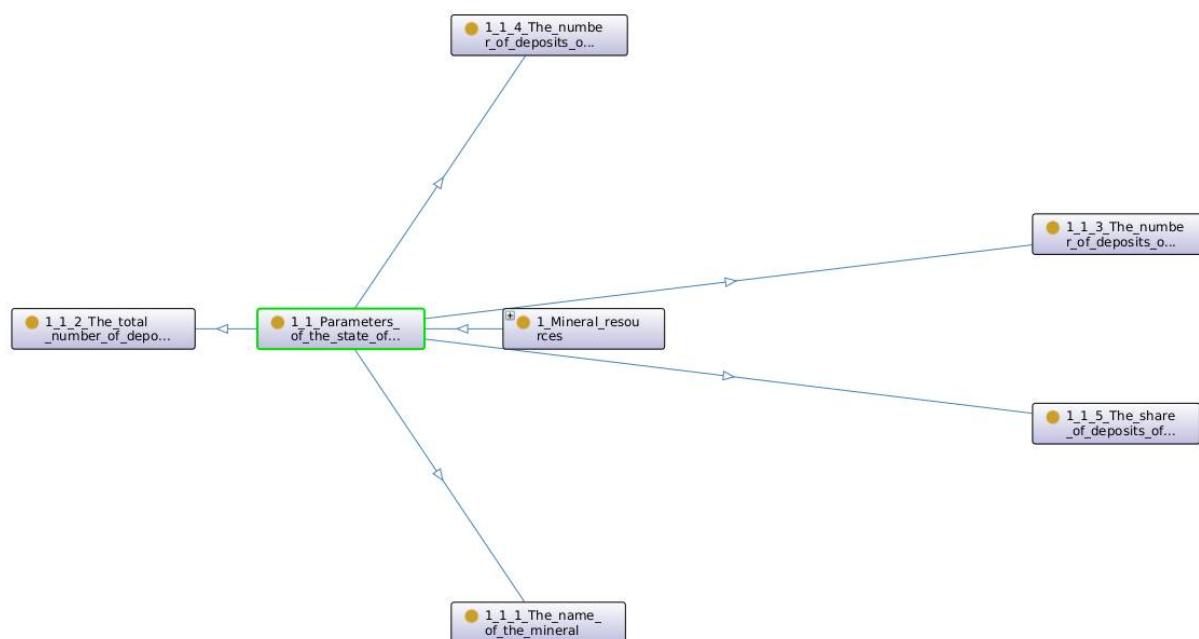 1_1_4_The_numbe
r_of_deposits_o...
1_1_3_The_numbe
r_of_deposits_o...
1_1_2_The_total
_number_of_depo...
1_1_Parameters_
of_the_state_of...
1_Mineral_resou
rces
1_1_5_The_share
_of_deposits_of...
1_1_1_The_name_
of_the_mineral